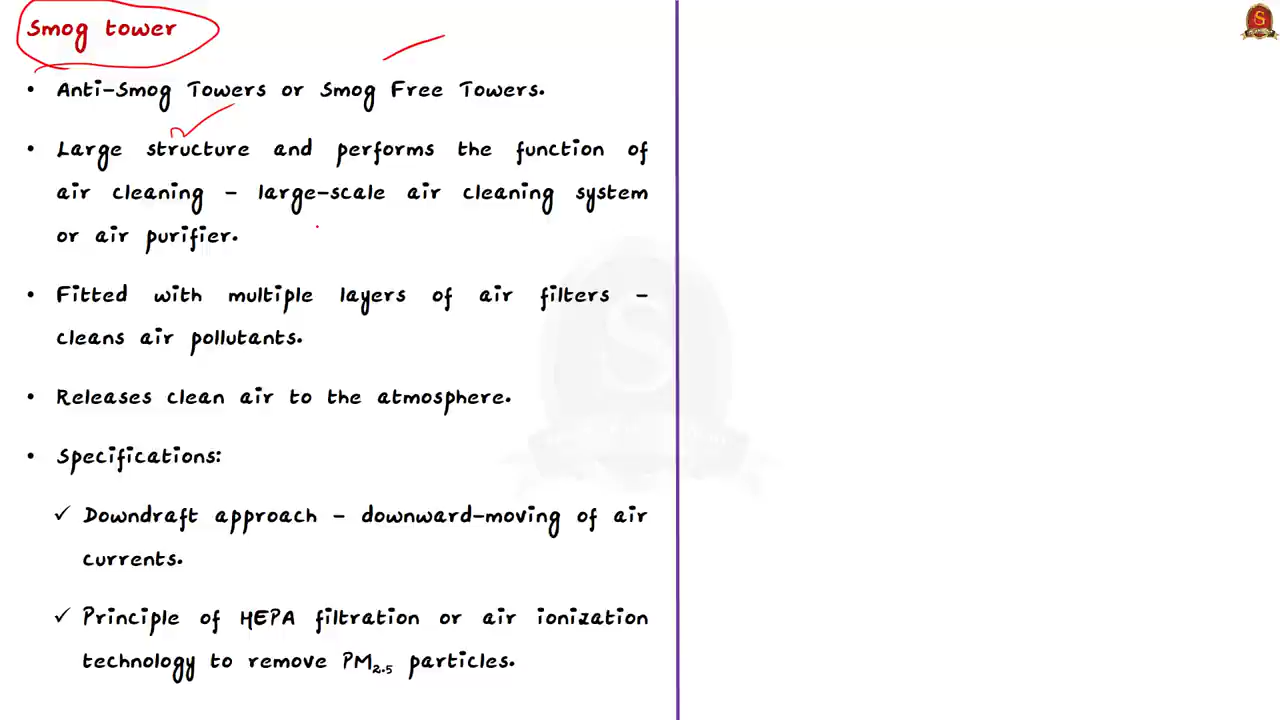 Smog tower
• Anti-Smog Towers or Smog Free Towers.
• Large structure and performs the function of
air cleaning – large-scale air cleaning system
or air purifier.
• Fitted with multiple layers of air filters –
cleans air pollutants.
• Releases clean air to the atmosphere.
• Specifications:
✓ Downdraft approach – downward-moving of air
currents.
✓ Principle of HEPA filtration or air ionization
technology to remove PM2.5 particles.
S